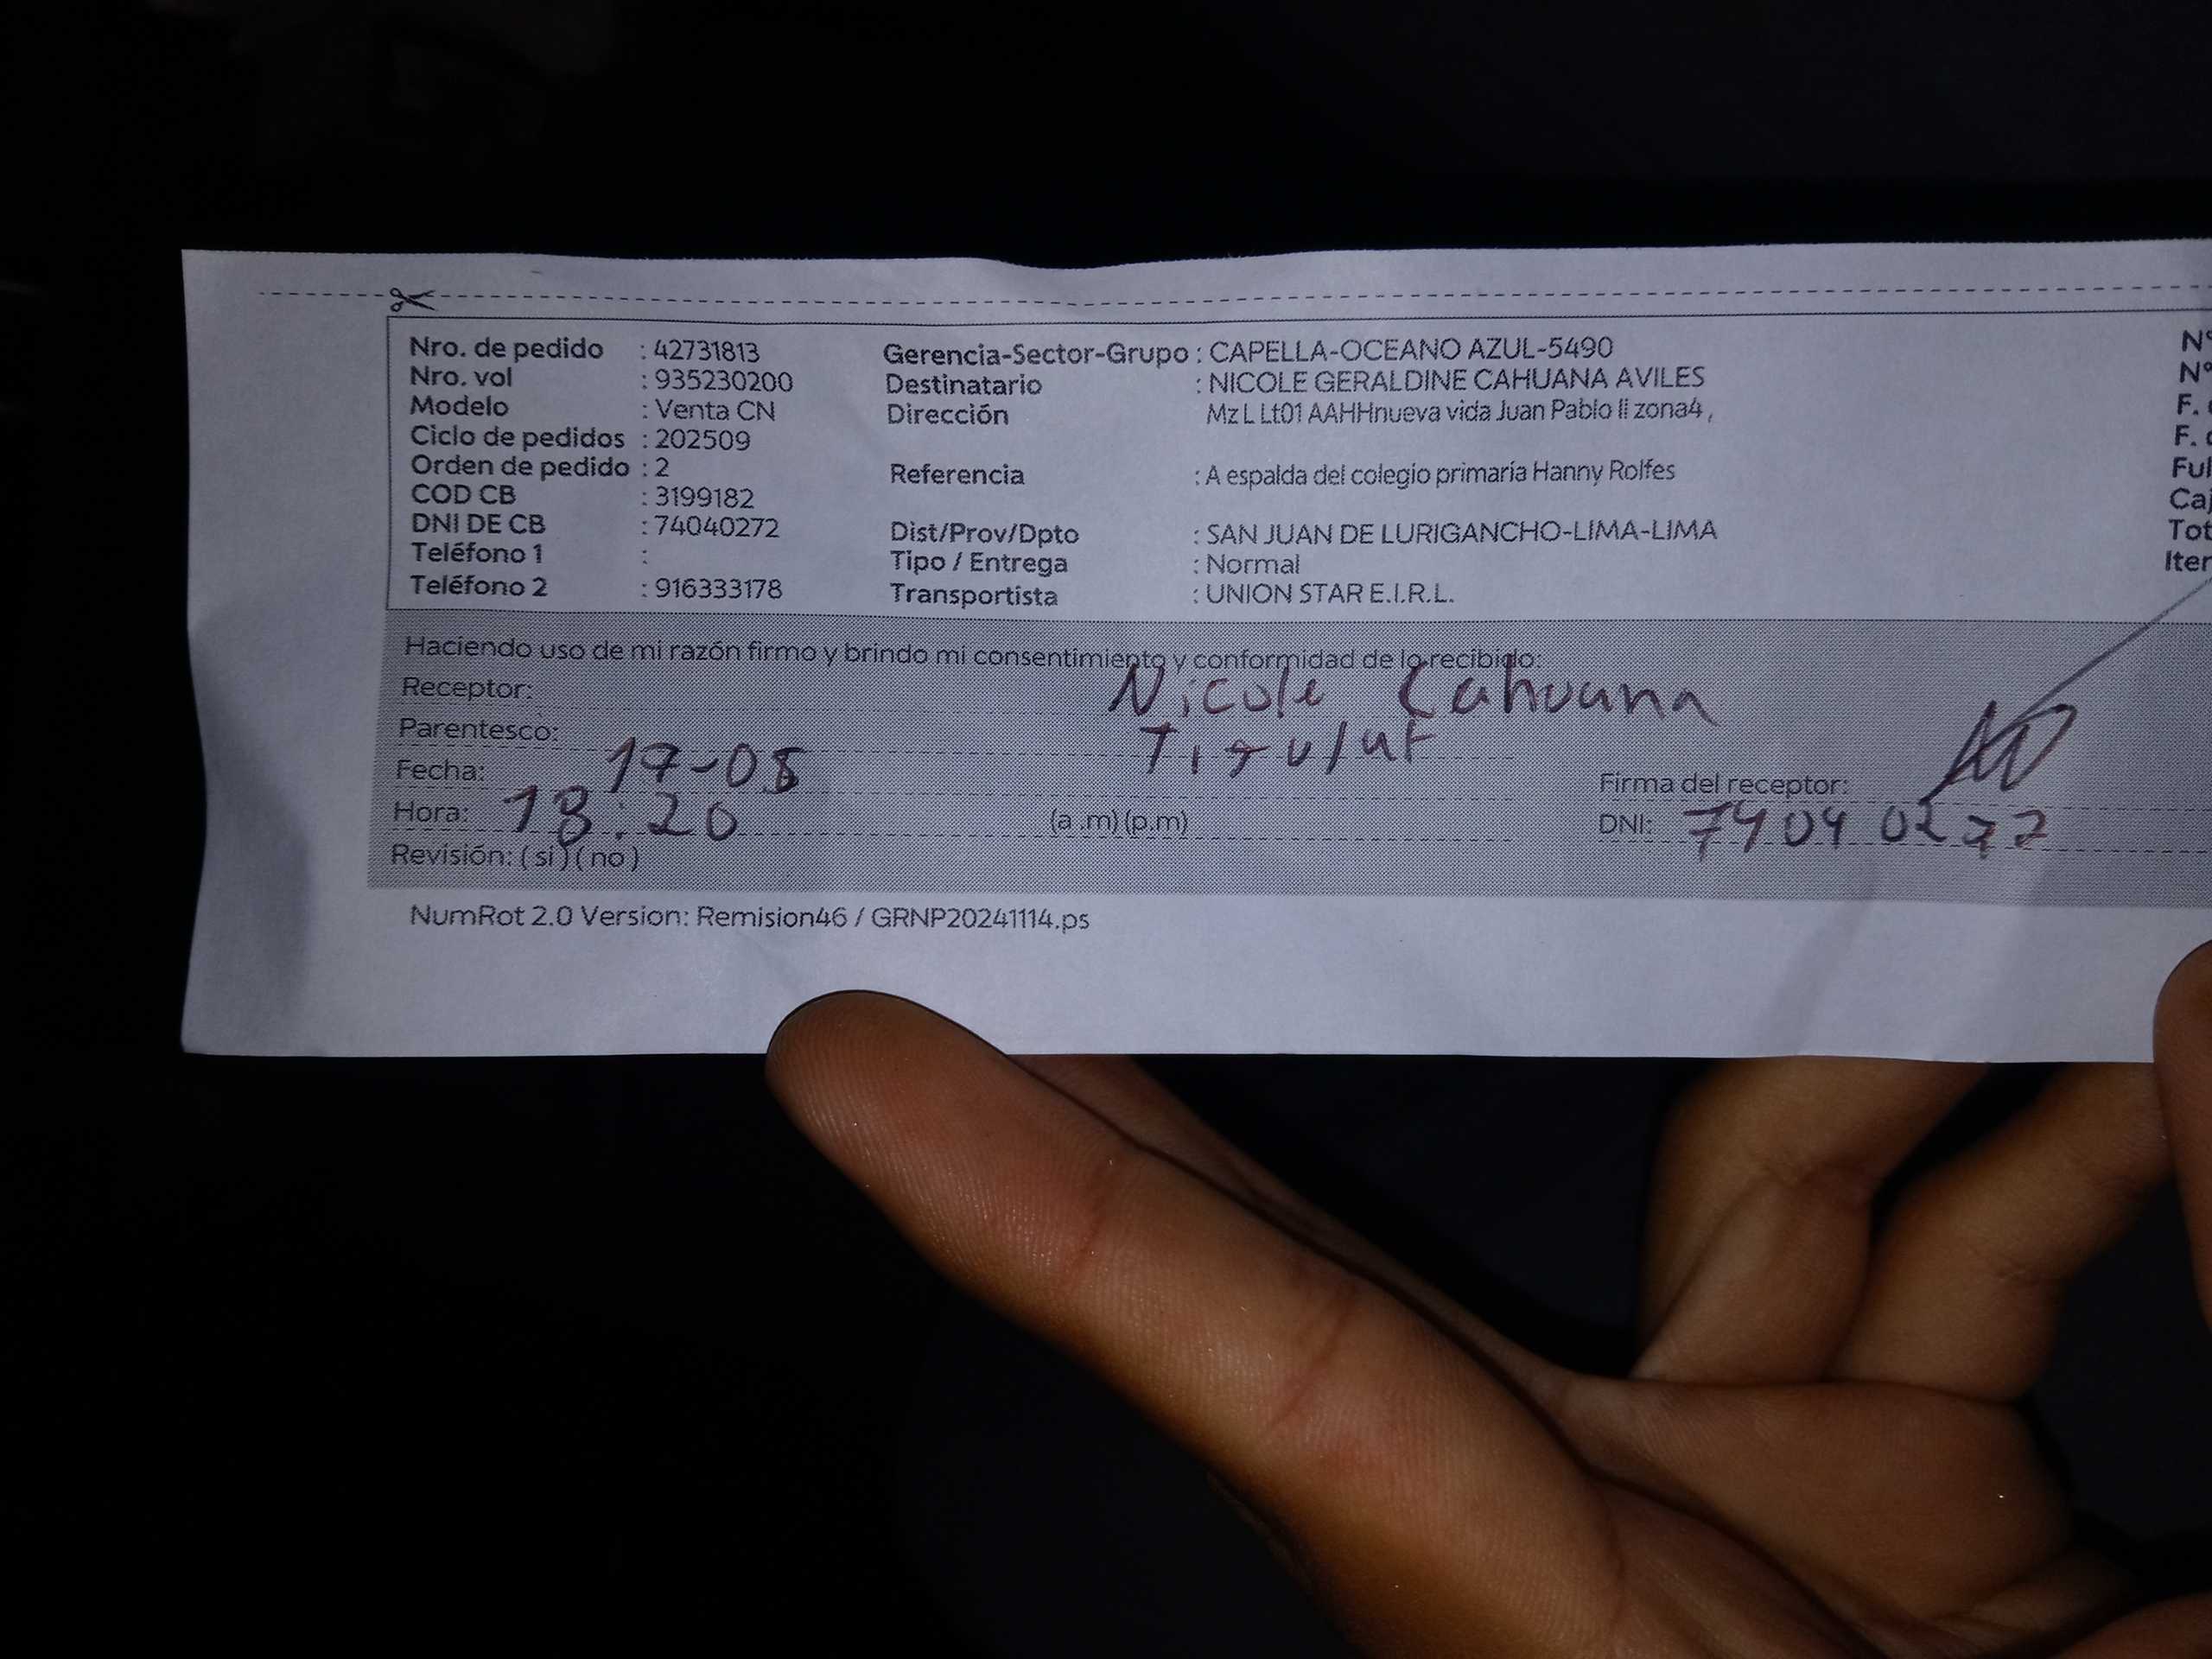 Nro. de pedido : 42731813
Nro. vol : 935230200
Modelo : Venta CN
Ciclo de pedidos : 202509
Orden de pedido : 2
COD CB : 3199182
DNI DE CB : 74040272
Teléfono 1 :
Teléfono 2 : 916333178
Gerencia-Sector-Grupo : CAPELLA-OCEANO AZUL-5490
Destinatario : NICOLE GERALDINE CAHUANA AVILES
Dirección Mz L Lt01 AAHHnueva vida Juan Pablo li zona4 ,
Referencia : A espalda del colegio primaria Hanny Rolfes
Dist/Prov/Dpto : SAN JUAN DE LURIGANCHO-LIMA-LIMA
Tipo / Entrega : Normal
Transportista : UNION STAR E.I.R.L.
N°
N°
F.
F.
Haciendo uso de mi razón firmo y brindo mi consentimiento y conformidad de lo recibido:
Receptor: Nicole Cahuana
Parentesco:
Fecha: 17-05
Hora: 18:20 (a .m) (p.m)
Revisión: ( si ) ( no )
Firma del receptor:
DNI: 74040272
NumRot 2.0 Version: Remision46 / GRNP20241114.ps